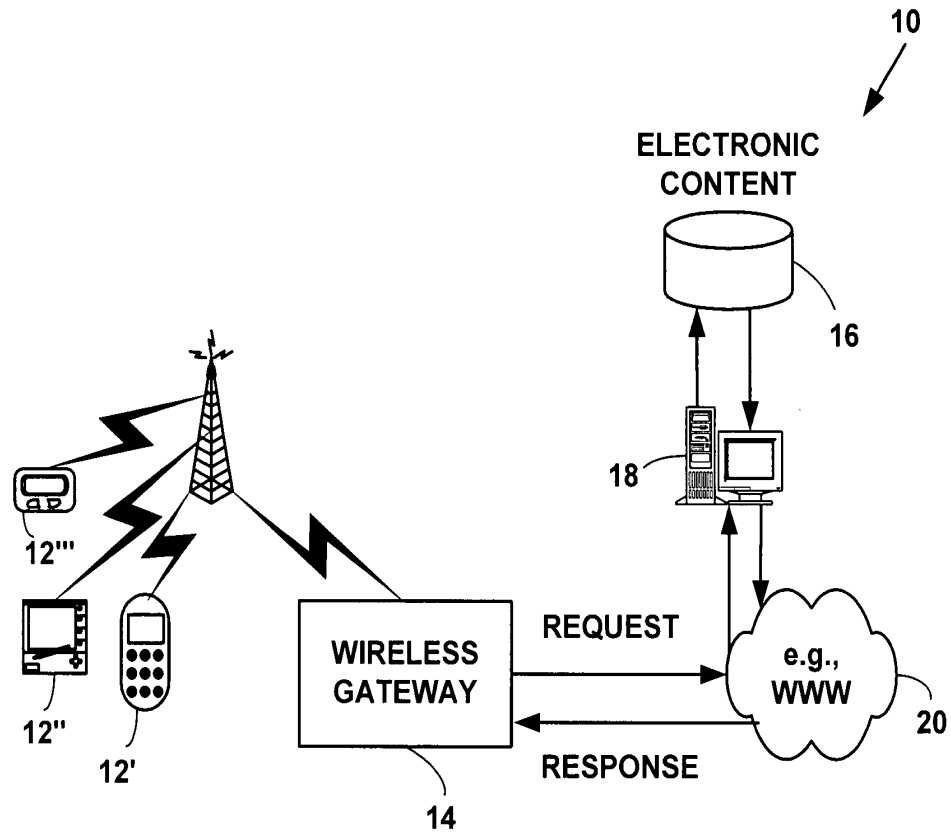 10
ELECTRONIC
CONTENT
16
18
12'''
12''
12'
WIRELESS
GATEWAY
14
REQUEST
RESPONSE
e.g.,
WWW
20